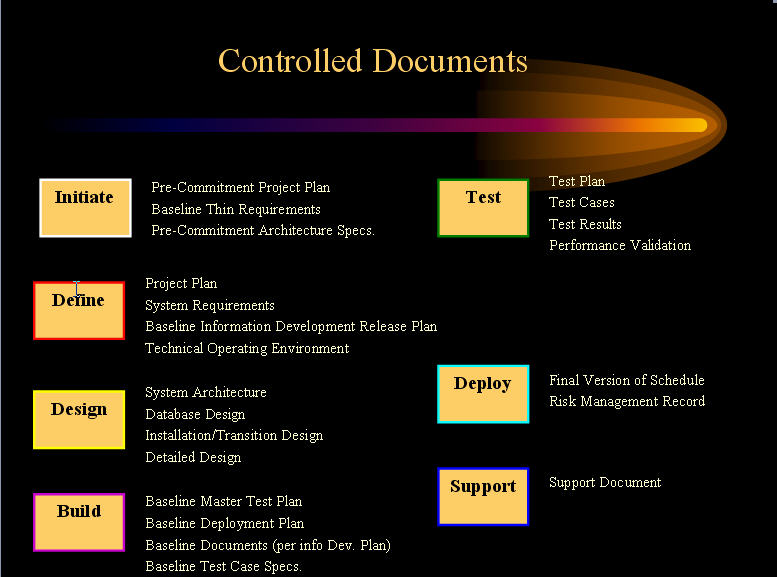 Controlled Documents
Initiate
Pre-Commitment Project Plan
Baseline Thin Requirements
Pre-Commitment Architecture Specs.
Define
Project Plan
System Requirements
Baseline Information Development Release Plan
Technical Operating Environment
Design
System Architecture
Database Design
Installation/Transition Design
Detailed Design
Build
Baseline Master Test Plan
Baseline Deployment Plan
Baseline Documents (per info Dev. Plan)
Baseline Test Case Specs.
Test
Test Plan
Test Cases
Test Results
Performance Validation
Deploy
Final Version of Schedule
Risk Management Record
Support
Support Document